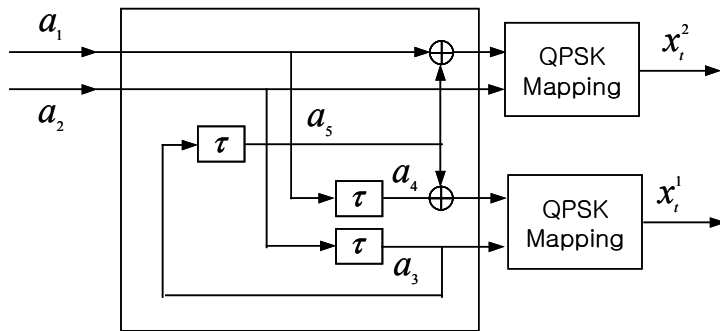 a₁
a₂
QPSK
Mapping
x_t^2
τ
a₅
τ
a₄
τ
a₃
QPSK
Mapping
x_t^1